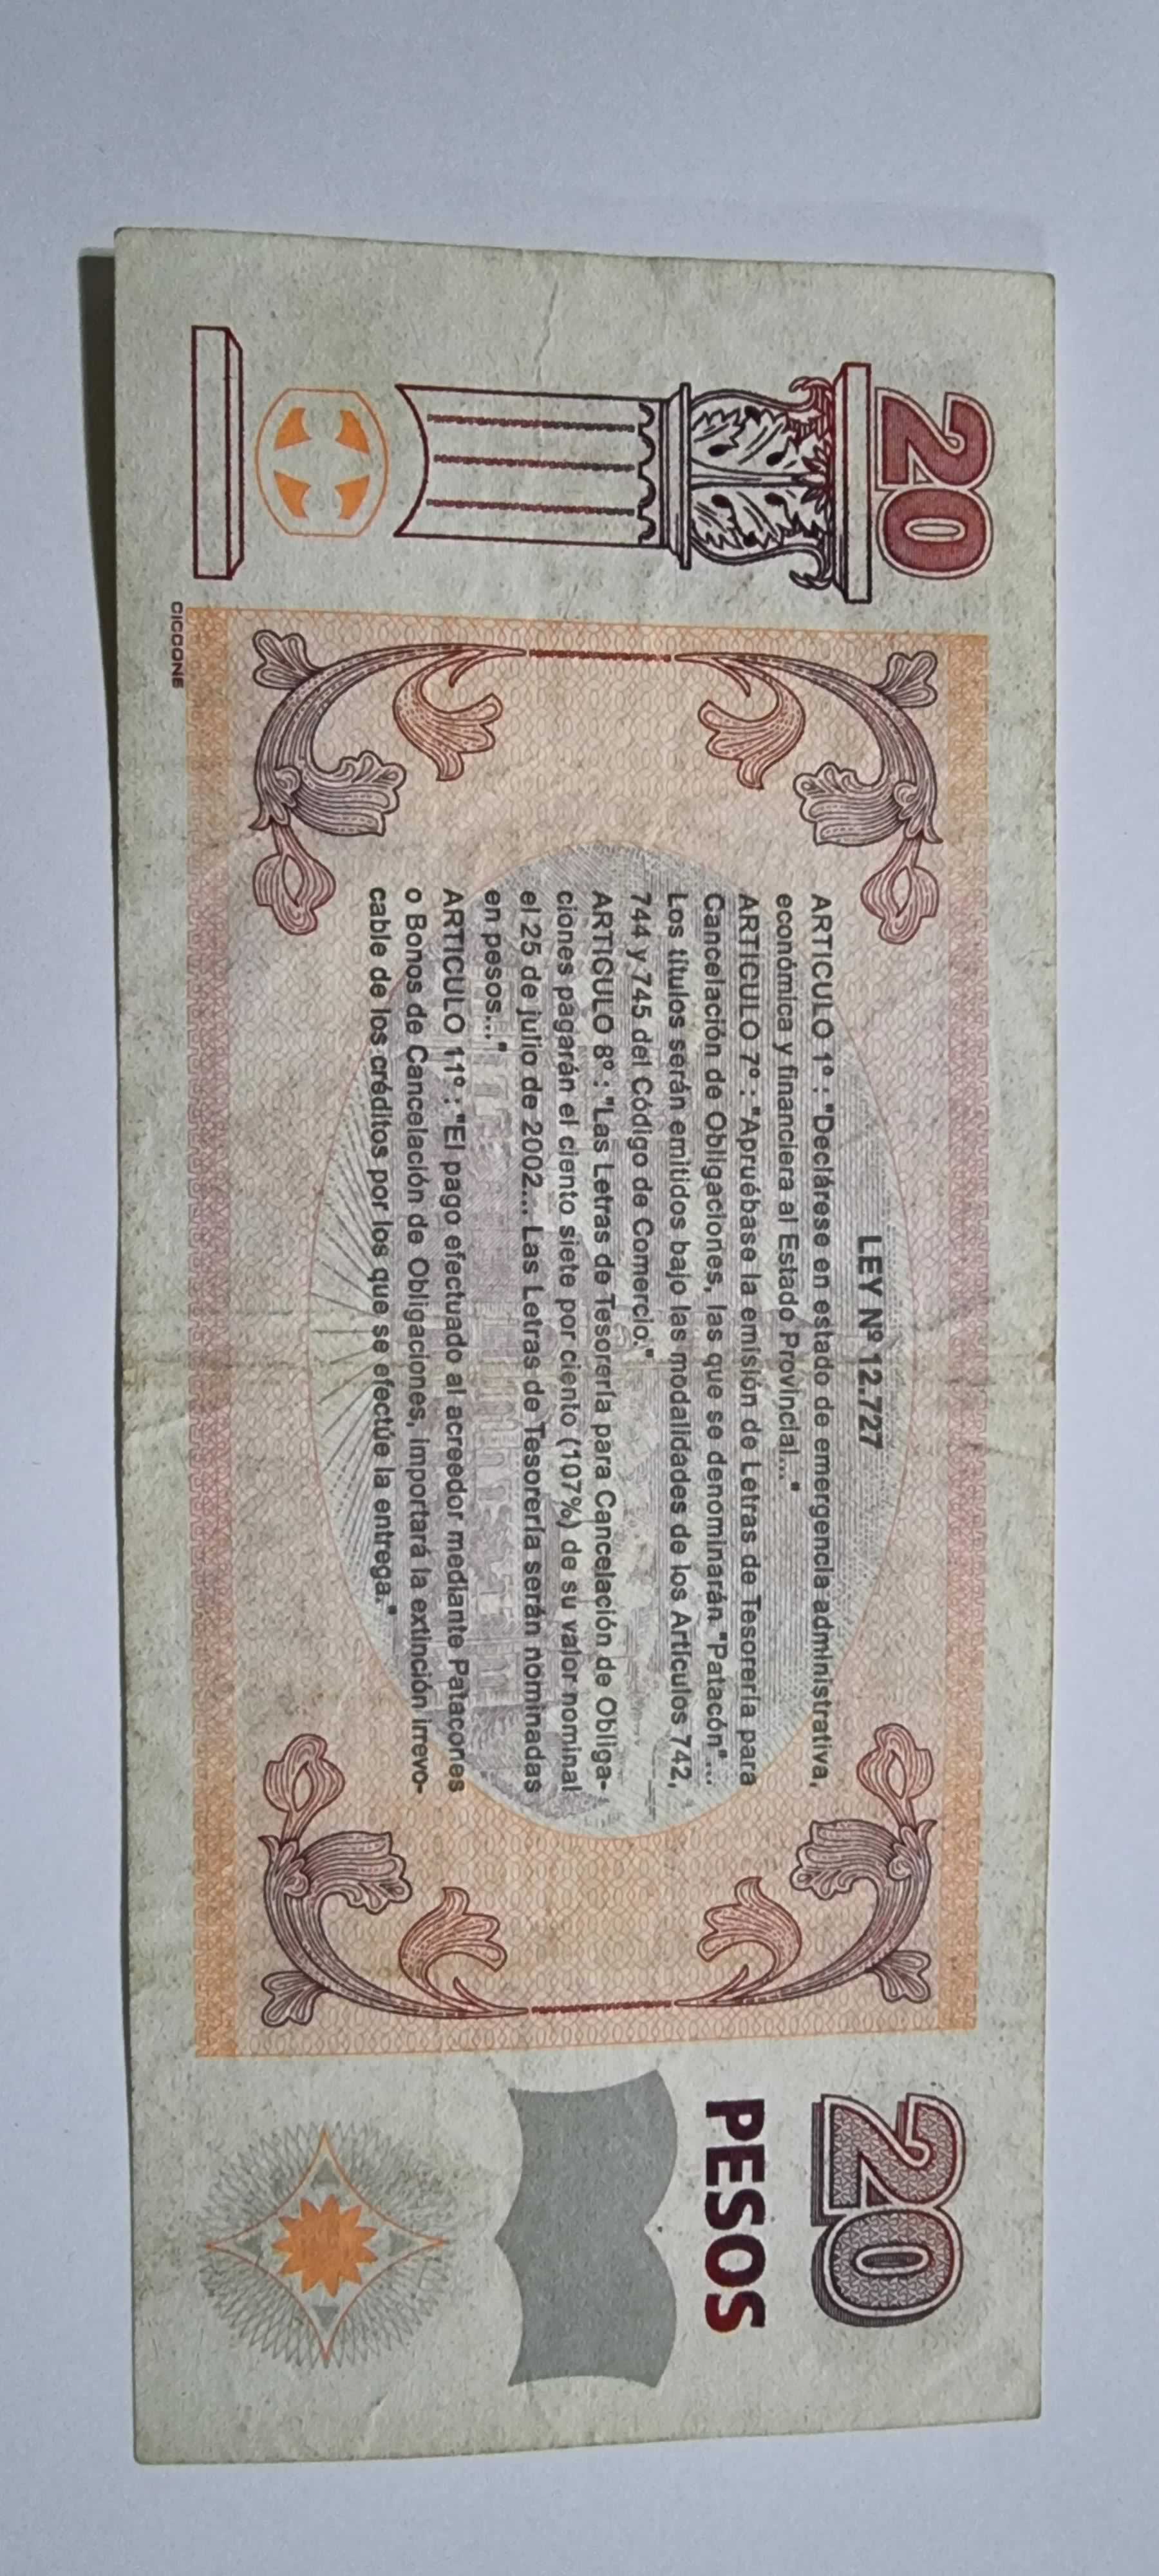 20
LEY Nº 12.727
ARTICULO 1º : "Declárese en estado de emergencia administrativa,
económica y financiera al Estado Provincial..."
ARTICULO 7º : "Apruébase la emisión de Letras de Tesorería para
Cancelación de Obligaciones, las que se denominarán "Patacón"...
Los títulos serán emitidos bajo las modalidades de los Artículos 742,
744 y 745 del Código de Comercio."
ARTICULO 8º : "Las Letras de Tesorería para Cancelación de Obliga-
ciones pagarán el ciento siete por ciento (107%) de su valor nominal
el 25 de julio de 2002... Las Letras de Tesorería serán nominadas
en pesos..."
ARTICULO 11º : "El pago efectuado al acreedor mediante Patacones
o Bonos de Cancelación de Obligaciones, importará la extinción irrevo-
cable de los créditos por los que se efectúe la entrega."
20
PESOS
CICCONE